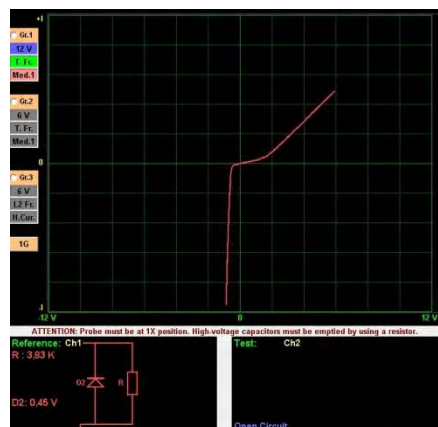 +I
Gr.1
12 V
T. Fr.
Med.1
Gr.2
6 V
T. Fr.
Med.1
0
Gr.3
6 V
L2 Fr.
H.Cur.
1G
-I
12 V
0
12 V
ATTENTION: Probe must be at 1X position. High-voltage capacitors must be emptied by using a resistor.
Reference: Ch1
R : 3,83 K
D2
R
D2: 0,45 V
Test: Ch2
Open Circuit